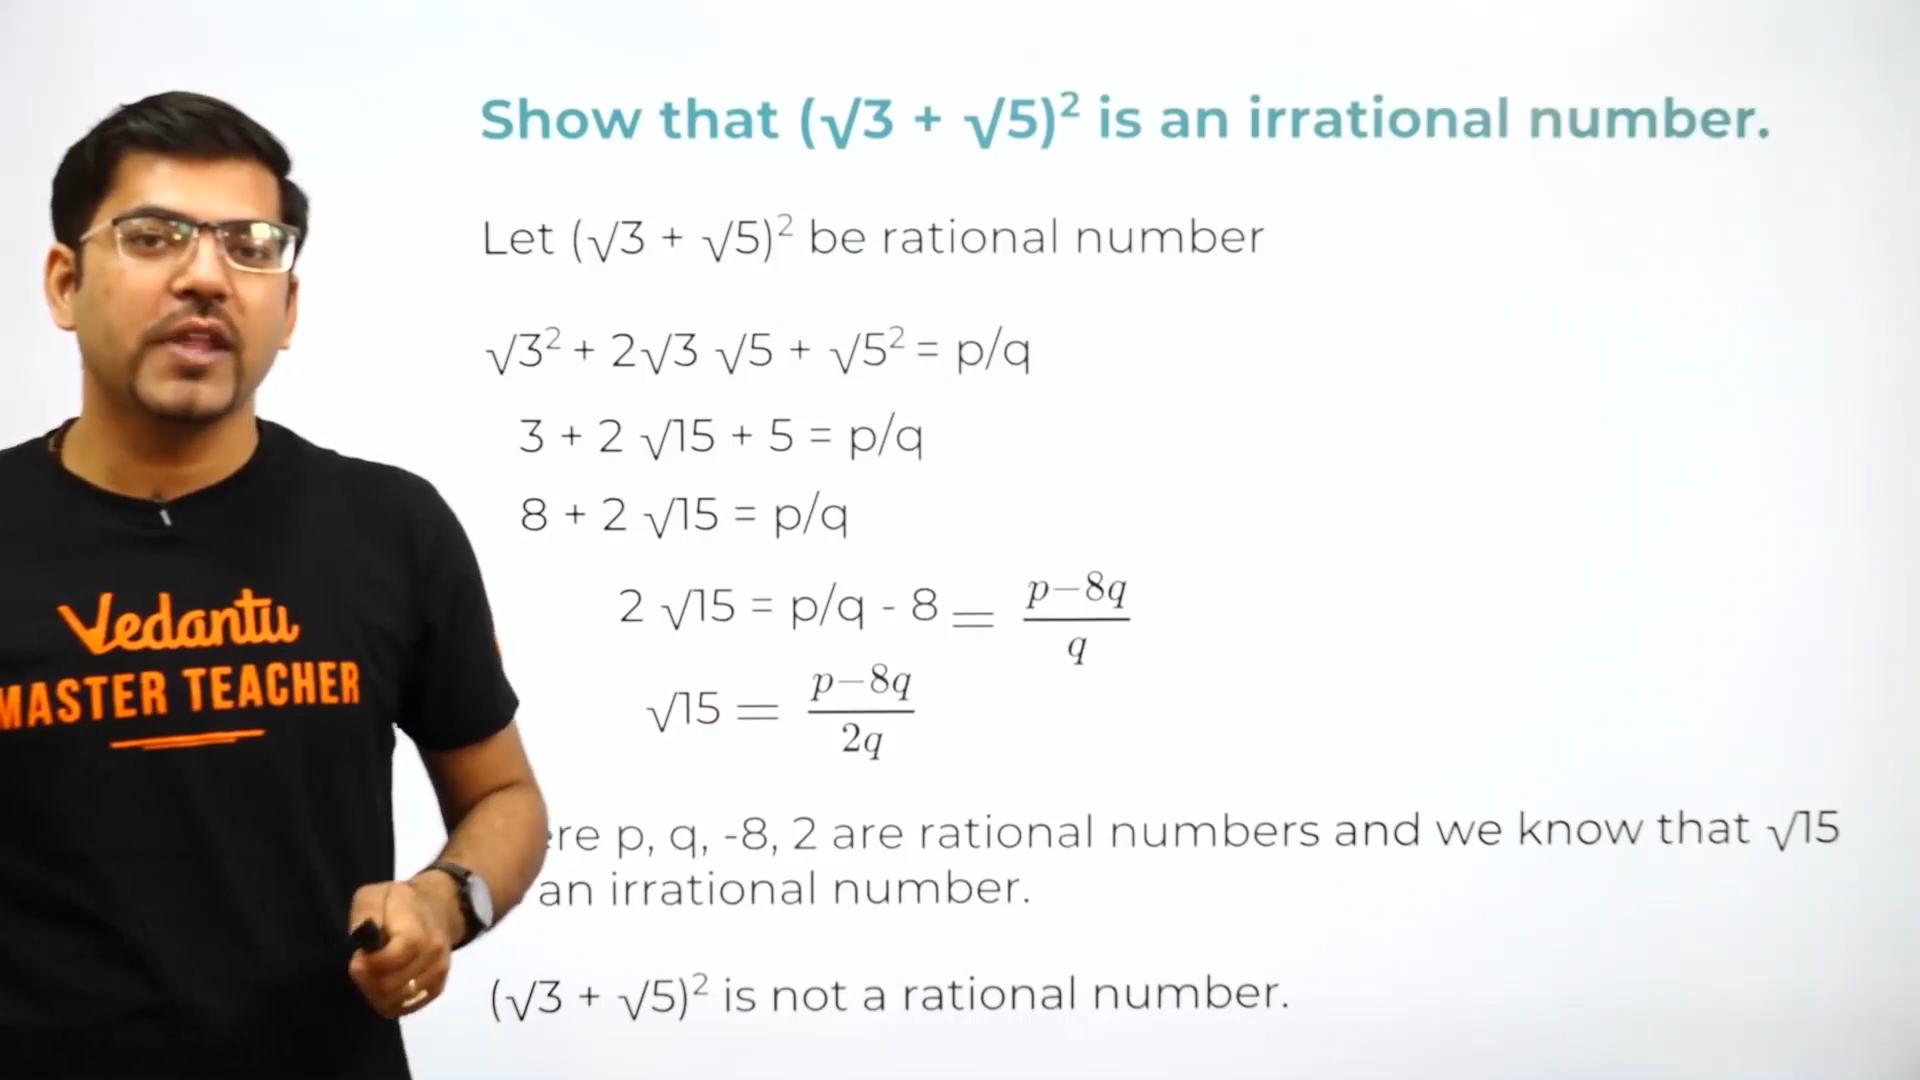 Show that (√3 + √5)² is an irrational number.
Let (√3 + √5)² be rational number
√3² + 2√3 √5 + √5² = p/q
3 + 2 √15 + 5 = p/q
8 + 2 √15 = p/q
2 √15 = p/q - 8 = p−8q/q
√15 = p−8q/2q
p, q, -8, 2 are rational numbers and we know that √15
an irrational number.
(√3 + √5)² is not a rational number.
Vedantu
MASTER TEACHER